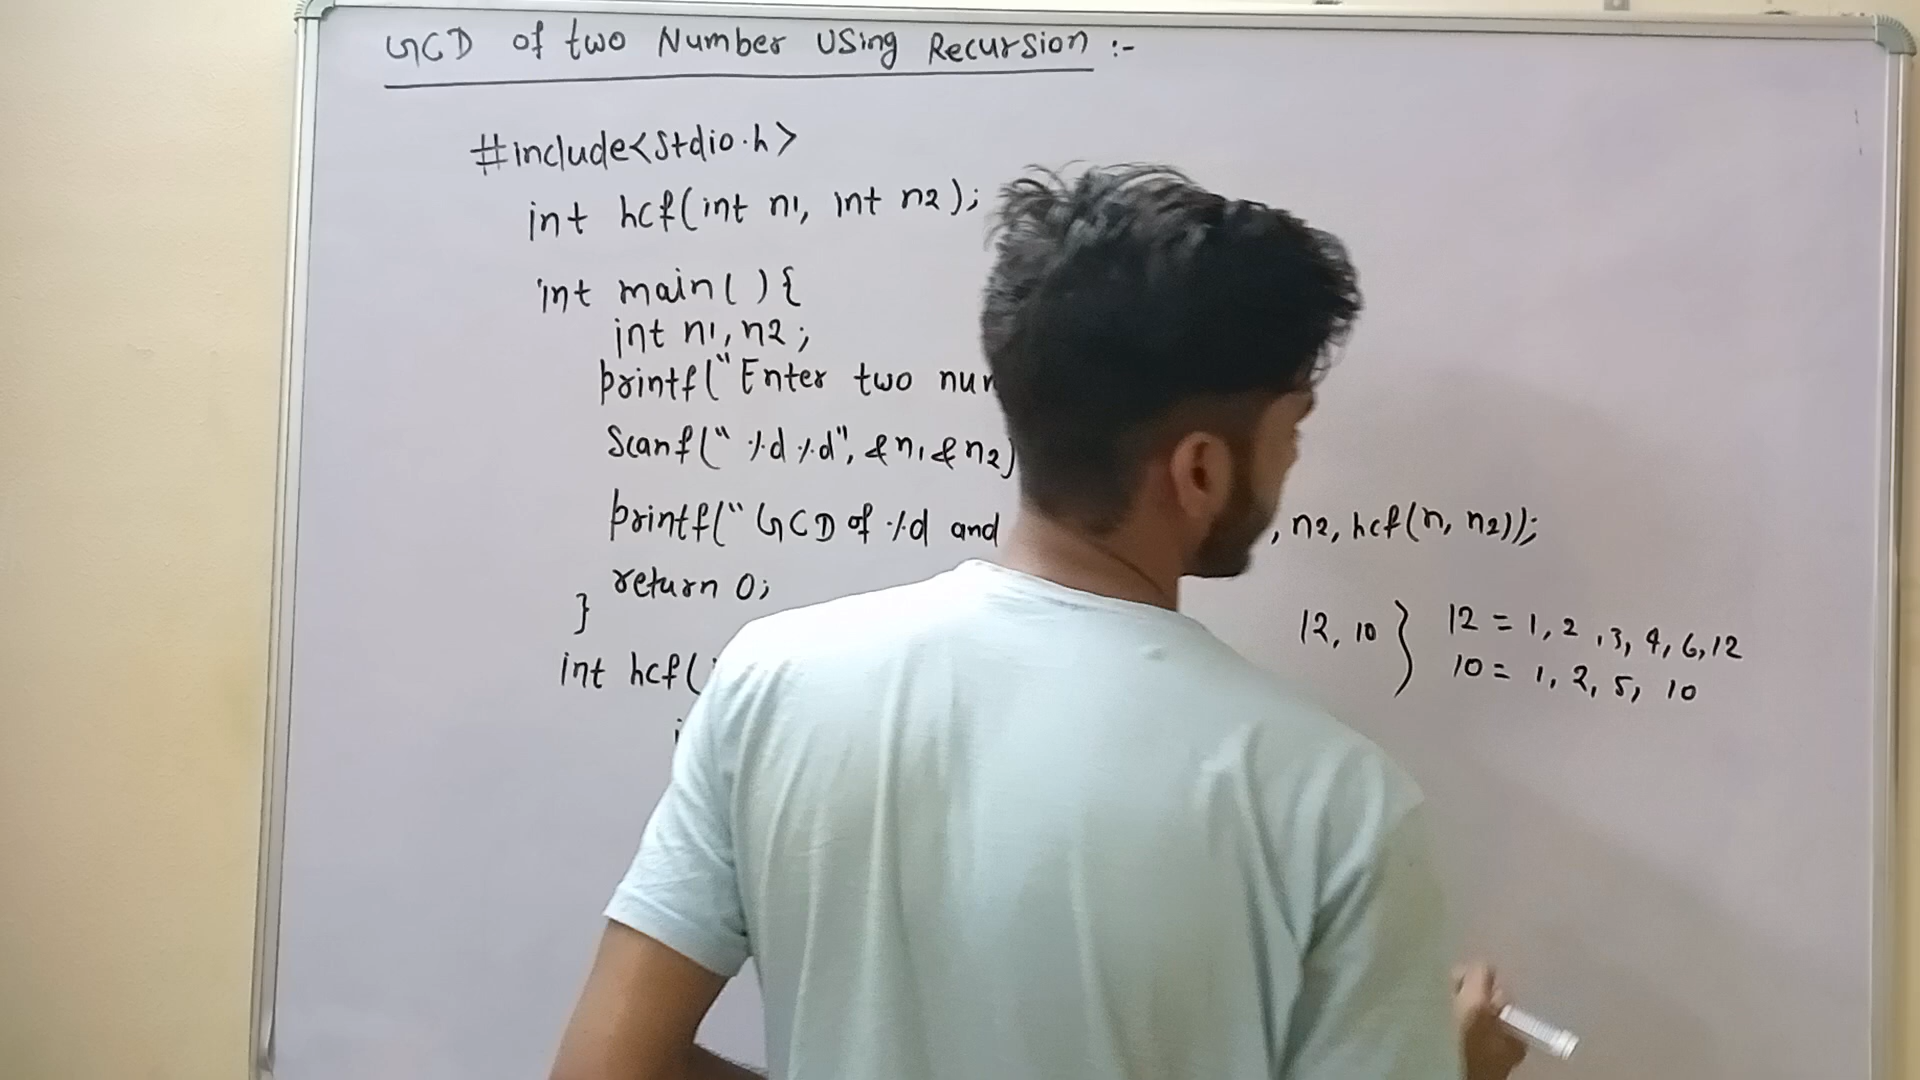 GCD of two Number Using Recursion :-
#include<stdio.h>
int hcf(int n1, int n2);
int main( ){
int n1, n2;
printf("Enter two
scanf("%d %d", &n1 & n2)
printf("GCD of %d and , n2, hcf(n, n2));
return 0;
}
12, 10 } 12 = 1, 2, 3, 4, 6, 12
10 = 1, 2, 5, 10
int hcf(